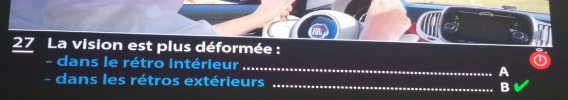 27 La vision est plus déformée :
- dans le rétro intérieur ........................................................ A
- dans les rétros extérieurs .................................................. B ✔